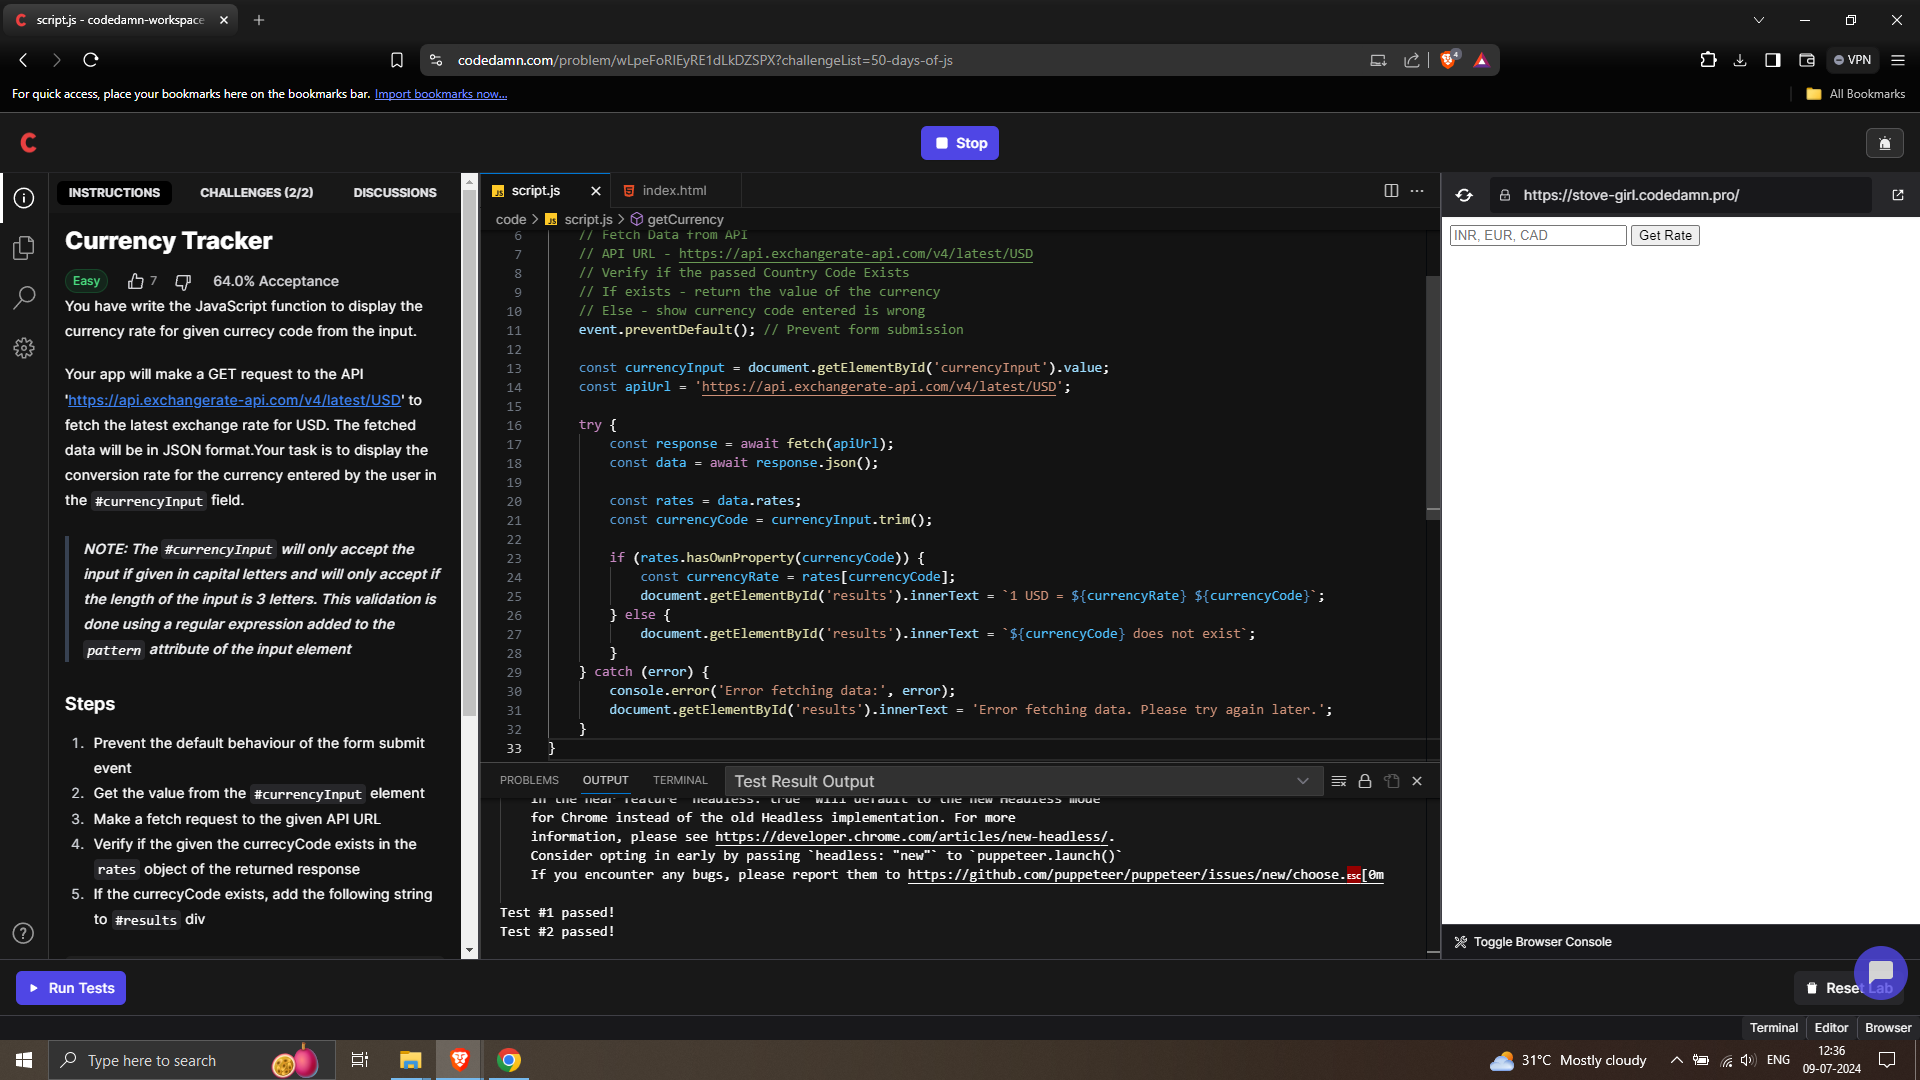 script.js - codedamn-workspace
codedamn.com/problem/wLpeFoRlEyRE1dLkDZSPX?challengeList=50-days-of-js
4
VPN
For quick access, place your bookmarks here on the bookmarks bar. Import bookmarks now...
All Bookmarks
Stop
INSTRUCTIONS
CHALLENGES (2/2)
DISCUSSIONS
Currency Tracker
Easy
7
64.0% Acceptance
You have write the JavaScript function to display the
currency rate for given currecy code from the input.
Your app will make a GET request to the API
'https://api.exchangerate-api.com/v4/latest/USD' to
fetch the latest exchange rate for USD. The fetched
data will be in JSON format.Your task is to display the
conversion rate for the currency entered by the user in
the #currencyInput field.
NOTE: The #currencyInput will only accept the
input if given in capital letters and will only accept if
the length of the input is 3 letters. This validation is
done using a regular expression added to the
pattern attribute of the input element
Steps
1. Prevent the default behaviour of the form submit
event
2. Get the value from the #currencyInput element
3. Make a fetch request to the given API URL
4. Verify if the given the currecyCode exists in the
rates object of the returned response
5. If the currecyCode exists, add the following string
to #results div
JS script.js
index.html
code > JS script.js > getCurrency
6 // Fetch Data from API
7 // API URL - https://api.exchangerate-api.com/v4/latest/USD
8 // Verify if the passed Country Code Exists
9 // If exists - return the value of the currency
10 // Else - show currency code entered is wrong
11 event.preventDefault(); // Prevent form submission
12
13 const currencyInput = document.getElementById('currencyInput').value;
14 const apiUrl = 'https://api.exchangerate-api.com/v4/latest/USD';
15
16 try {
17 const response = await fetch(apiUrl);
18 const data = await response.json();
19
20 const rates = data.rates;
21 const currencyCode = currencyInput.trim();
22
23 if (rates.hasOwnProperty(currencyCode)) {
24 const currencyRate = rates[currencyCode];
25 document.getElementById('results').innerText = `1 USD = ${currencyRate} ${currencyCode}`;
26 } else {
27 document.getElementById('results').innerText = `${currencyCode} does not exist`;
28 }
29 } catch (error) {
30 console.error('Error fetching data:', error);
31 document.getElementById('results').innerText = 'Error fetching data. Please try again later.';
32 }
33 }
PROBLEMS
OUTPUT
TERMINAL
Test Result Output
In the near feature `headless: true` will default to the new Headless mode
for Chrome instead of the old Headless implementation. For more
information, please see https://developer.chrome.com/articles/new-headless/.
Consider opting in early by passing `headless: "new"` to `puppeteer.launch()`
If you encounter any bugs, please report them to https://github.com/puppeteer/puppeteer/issues/new/choose.ESC[0m
Test #1 passed!
Test #2 passed!
https://stove-girl.codedamn.pro/
INR, EUR, CAD
Get Rate
Toggle Browser Console
Run Tests
Reset Lab
Terminal
Editor
Browser
Type here to search
31°C Mostly cloudy
ENG
12:36
09-07-2024